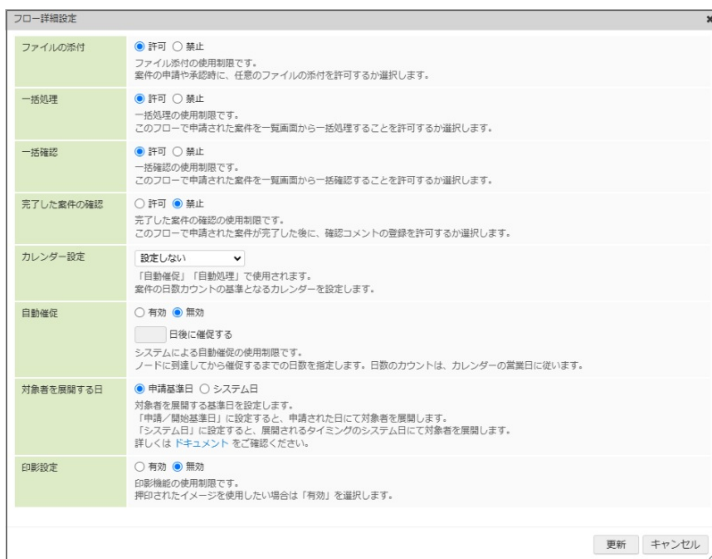 フロー詳細設定
ファイルの添付
許可 禁止
ファイル添付の使用制限です。
案件の申請や承認時に、任意のファイルの添付を許可するか選択します。
一括処理
許可 禁止
一括処理の使用制限です。
このフローで申請された案件を一覧画面から一括処理することを許可するか選択します。
一括確認
許可 禁止
一括確認の使用制限です。
このフローで申請された案件を一覧画面から一括確認することを許可するか選択します。
完了した案件の確認
許可 禁止
完了した案件の確認の使用制限です。
このフローで申請された案件が完了した後に、確認コメントの登録を許可するか選択します。
カレンダー設定
設定しない
「自動催促」「自動処理」で使用されます。
案件の日数カウントの基準となるカレンダーを設定します。
自動催促
有効 無効
日後に催促する
システムによる自動催促の使用制限です。
ノードに到達してから催促するまでの日数を指定します。日数のカウントは、カレンダーの営業日に従います。
対象者を展開する日
申請基準日 システム日
対象者を展開する基準日を設定します。
「申請／開始基準日」に設定すると、申請された日にて対象者を展開します。
「システム日」に設定すると、展開されるタイミングのシステム日にて対象者を展開します。
詳しくは ドキュメント をご確認ください。
印影設定
有効 無効
印影機能の使用制限です。
押印されたイメージを使用したい場合は「有効」を選択します。
更新 キャンセル